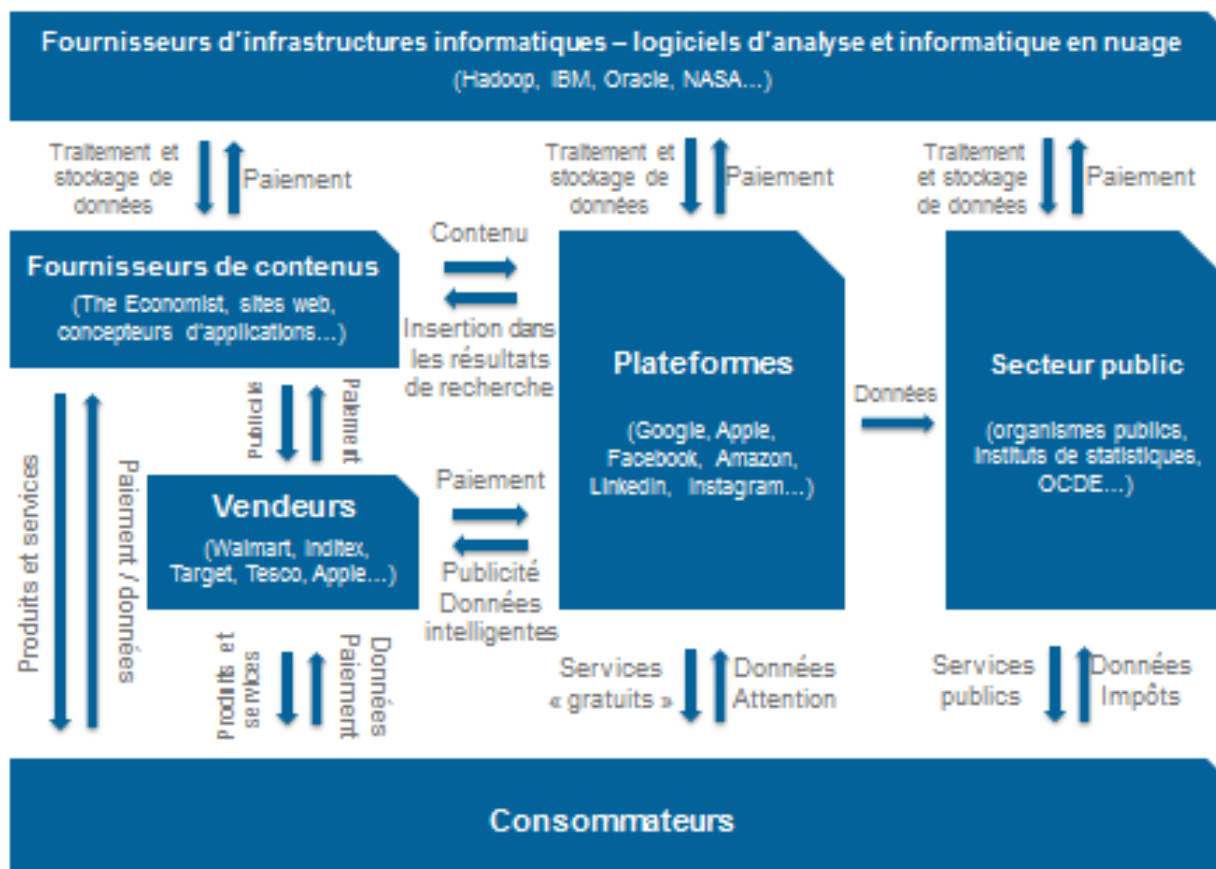 Fournisseurs d'infrastructures informatiques – logiciels d'analyse et informatique en nuage
(Hadoop, IBM, Oracle, NASA...)
Traitement et
stockage de
données
Paiement
Traitement et
stockage de
données
Paiement
Traitement
et stockage
de données
Paiement
Fournisseurs de contenus
(The Economist, sites web,
concepteurs d'applications...)
Contenu
Insertion dans
les résultats
de recherche
Plateformes
(Google, Apple,
Facebook, Amazon,
Linkedin, Instagram...)
Données
Secteur public
(organismes publics,
instituts de statistiques,
OCDE...)
Publicité
Paiement
Produits et services
Paiement / données
Vendeurs
(Walmart, Inditex,
Target, Tesco, Apple...)
Paiement
Publicité
Données
intelligentes
Produits et
services
Données
Paiement
Services
« gratuits »
Données
Attention
Services
publics
Données
Impôts
Consommateurs